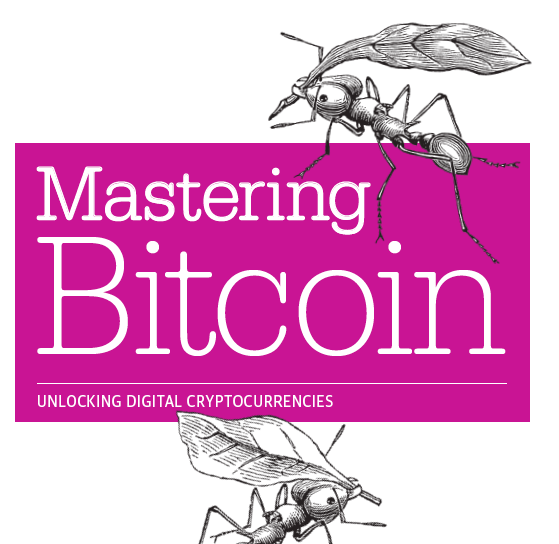 Mastering
Bitcoin
UNLOCKING DIGITAL CRYPTOCURRENCIES